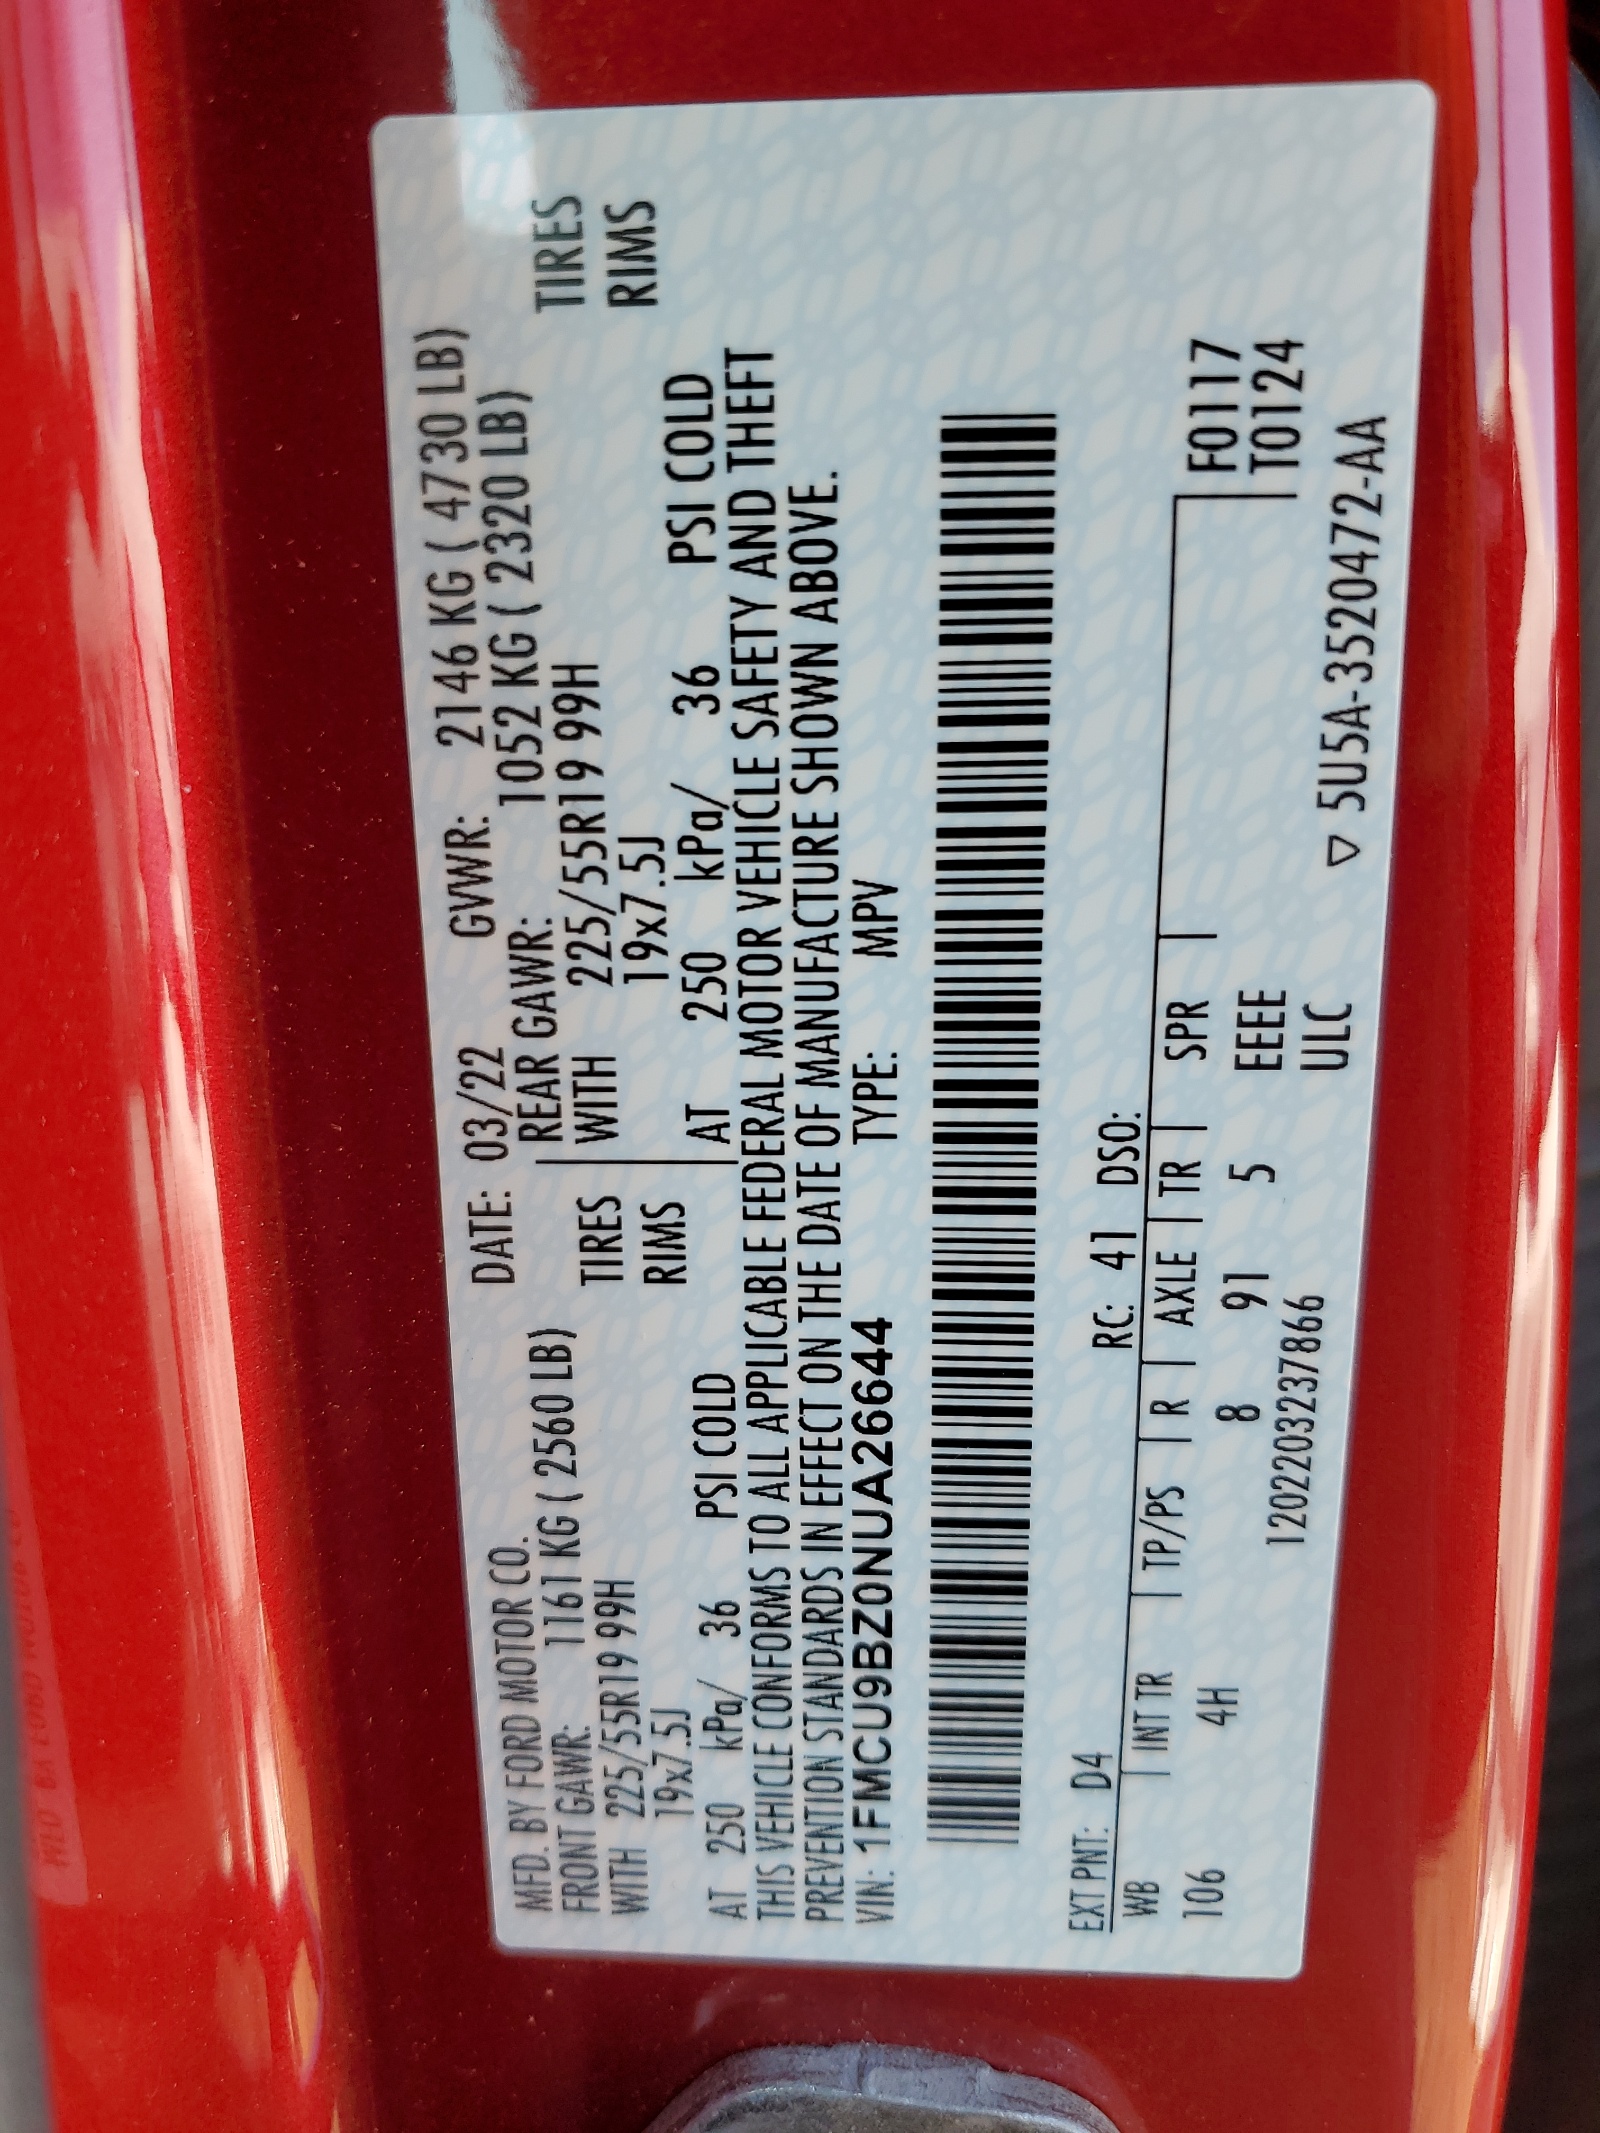 MFD. BY FORD MOTOR CO. DATE: 03/22 GVWR: 2146 KG ( 4730 LB)
FRONT GAWR: 1161 KG ( 2560 LB) REAR GAWR: 1052 KG ( 2320 LB)
WITH 225/55R19 99H TIRES WITH 225/55R19 99H TIRES
19x7.5J RIMS 19x7.5J RIMS
AT 250 kPa/ 36 PSI COLD AT 250 kPa/ 36 PSI COLD
THIS VEHICLE CONFORMS TO ALL APPLICABLE FEDERAL MOTOR VEHICLE SAFETY AND THEFT
PREVENTION STANDARDS IN EFFECT ON THE DATE OF MANUFACTURE SHOWN ABOVE.
VIN: 1FMCU9BZ0NUA26644 TYPE: MPV
EXT PNT: D4 RC: 41 DSO:
WB | INT TR | TP/PS | R | AXLE | TR | SPR | F0117
106 4H 8 91 5 EEEE T0124
1202203237866 ULC
▽ 5U5A-3520472-AA